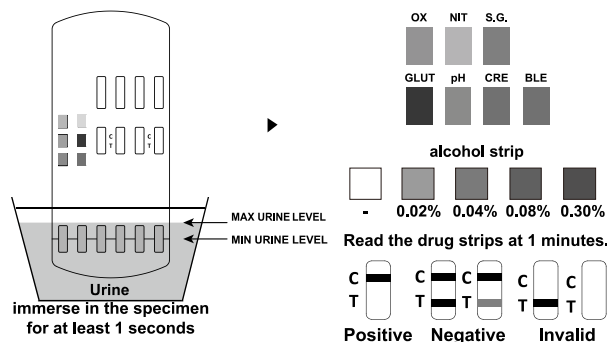 OX NIT S.G.
GLUT pH CRE BLE
alcohol strip
- 0.02% 0.04% 0.08% 0.30%
C C
T T
MAX URINE LEVEL
MIN URINE LEVEL
Urine
immerse in the specimen
for at least 1 seconds
Read the drug strips at 1 minutes.
C C C C
T T T T
Positive Negative Invalid